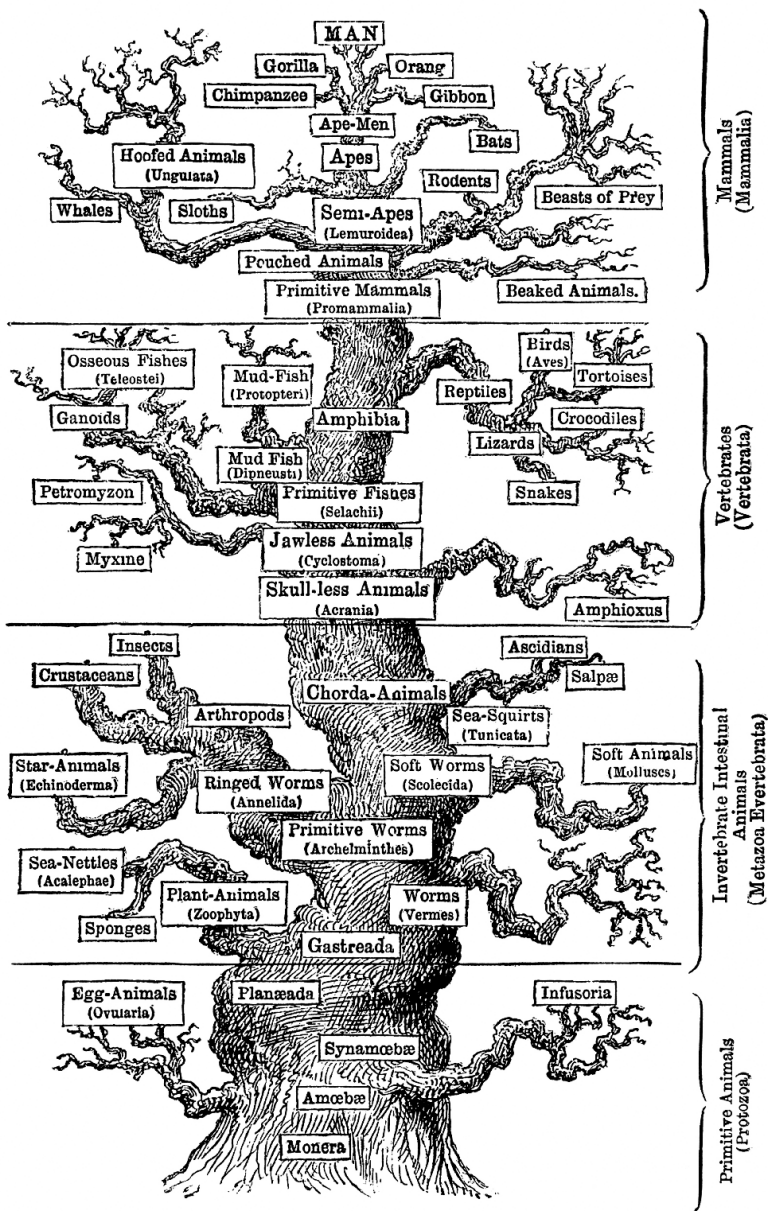 MAN
Gorilla
Orang
Chimpanzee
Gibbon
Ape-Men
Bats
Hoofed Animals
(Ungulata)
Apes
Rodents
Beasts of Prey
Whales
Sloths
Semi-Apes
(Lemuroidea)
Pouched Animals
Primitive Mammals
(Promammalia)
Beaked Animals.
Mammals
(Mammalia)
Osseous Fishes
(Teleostei)
Mud-Fish
(Protopteri)
Birds
(Aves)
Tortoises
Reptiles
Ganoids
Amphibia
Crocodiles
Lizards
Mud Fish
(Dipneusti)
Snakes
Petromyzon
Primitive Fishes
(Selachii)
Myxine
Jawless Animals
(Cyclostoma)
Skull-less Animals
(Acrania)
Amphioxus
Vertebrates
(Vertebrata)
Insects
Ascidians
Crustaceans
Salpæ
Chorda-Animals
Arthropods
Sea-Squirts
(Tunicata)
Star-Animals
(Echinoderma)
Ringed Worms
(Annelida)
Soft Worms
(Scolecida)
Soft Animals
(Molluscs)
Primitive Worms
(Archelminthes)
Sea-Nettles
(Acalephae)
Plant-Animals
(Zoophyta)
Worms
(Vermes)
Sponges
Gastreada
Invertebrate Intestinal
Animals
(Metazoa Evertebrata)
Egg-Animals
(Ovularia)
Planæada
Infusoria
Synamœbæ
Amœbæ
Monera
Primitive Animals
(Protozoa)